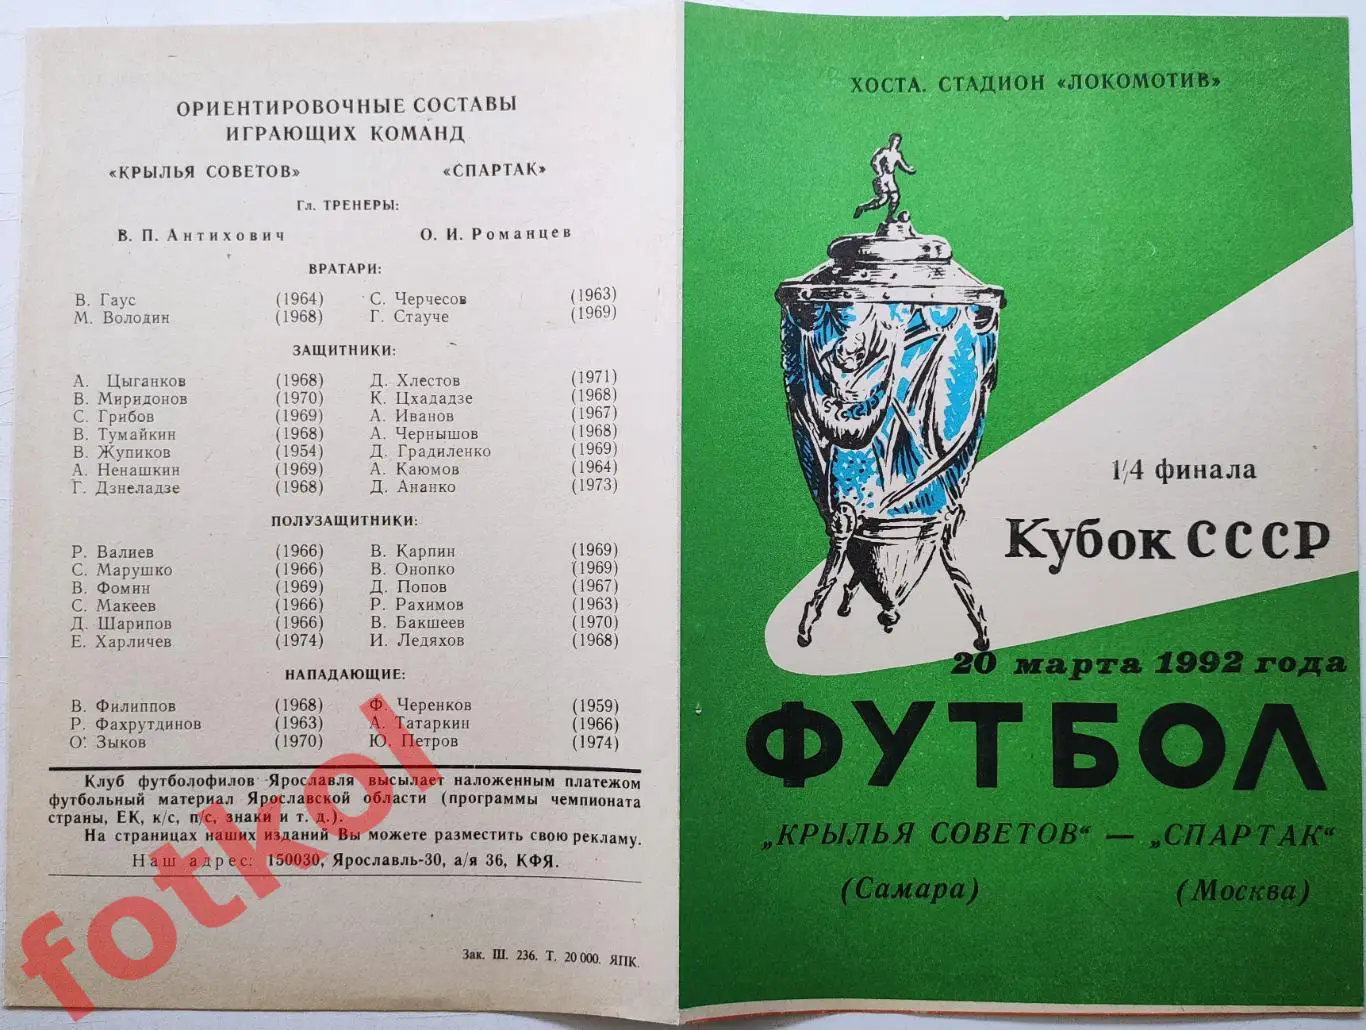 ОРИЕНТИРОВОЧНЫЕ СОСТАВЫ
ИГРАЮЩИХ КОМАНД
«КРЫЛЬЯ СОВЕТОВ» «СПАРТАК»
Гл. ТРЕНЕРЫ:
В. П. Антихович О. И. Романцев
ВРАТАРИ:
В. Гаус (1964) С. Черчесов (1963)
М. Володин (1968) Г. Стауче (1969)
ЗАЩИТНИКИ:
А. Цыганков (1968) Д. Хлестов (1971)
В. Миридонов (1970) К. Цхададзе (1968)
С. Грибов (1969) А. Иванов (1967)
В. Тумайкин (1968) А. Чернышов (1968)
В. Жупиков (1954) Д. Градиленко (1969)
А. Ненашкин (1969) А. Каюмов (1964)
Г. Дзнеладзе (1968) Д. Ананко (1973)
ПОЛУЗАЩИТНИКИ:
Р. Валиев (1966) В. Карпин (1969)
С. Марушко (1966) В. Онопко (1969)
В. Фомин (1969) Д. Попов (1967)
С. Макеев (1966) Р. Рахимов (1963)
Д. Шарипов (1966) В. Бакшеев (1970)
Е. Харличев (1974) И. Ледяхов (1968)
НАПАДАЮЩИЕ:
В. Филиппов (1968) Ф. Черенков (1959)
Р. Фахрутдинов (1963) А. Татаркин (1966)
О. Зыков (1970) Ю. Петров (1974)
Клуб футболофилов Ярославля высылает наложенным платежом
футбольный материал Ярославской области (программы чемпионата
страны, ЕК, к/с, п/с, знаки и т. д.).
На страницах наших изданий Вы можете разместить свою рекламу.
Наш адрес: 150030, Ярославль-30, а/я 36, КФЯ.
Зак. Ш. 236. Т. 20 000. ЯПК.
fotkol
ХОСТА. СТАДИОН «ЛОКОМОТИВ»
1/4 финала
Кубок СССР
20 марта 1992 года
ФУТБОЛ
„КРЫЛЬЯ СОВЕТОВ“ — „СПАРТАК“
(Самара) (Москва)